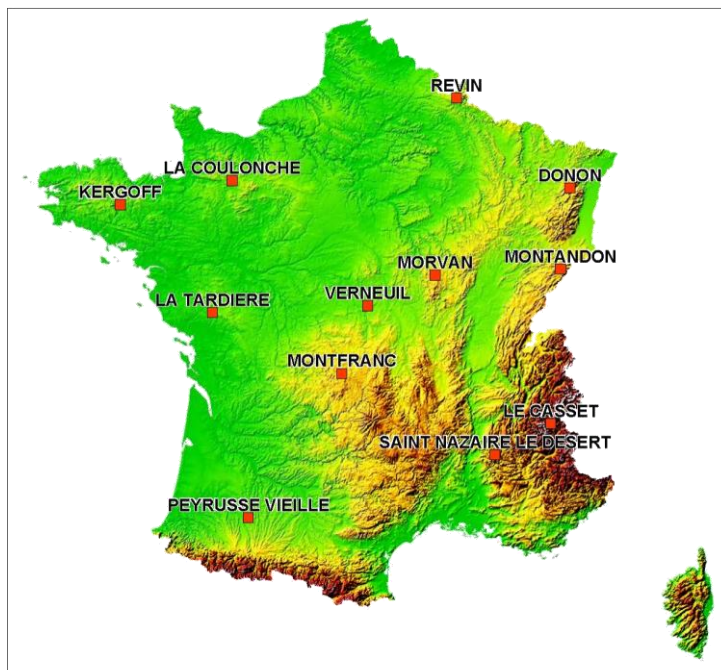 REVIN
LA COULONCHE
DONON
KERGOFF
MORVAN
MONTANDON
LA TARDIERE
VERNEUIL
MONTFRANC
LE CASSET
SAINT NAZAIRE LE DESERT
PEYRUSSE VIEILLE